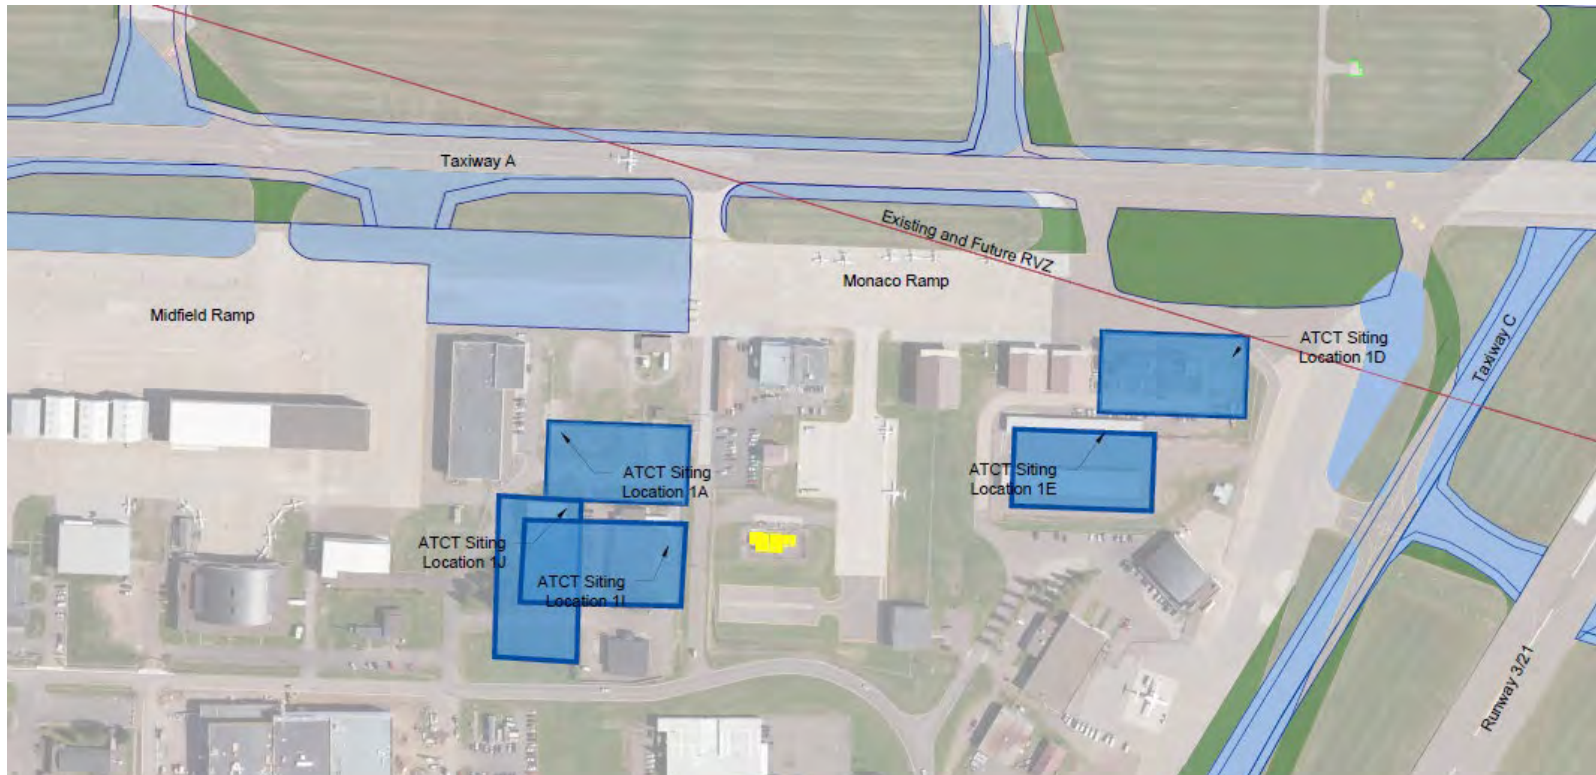 Taxiway A
Existing and Future RVZ
Midfield Ramp
Monaco Ramp
ATCT Siting
Location 1D
Taxiway C
ATCT Siting
Location 1A
ATCT Siting
Location 1E
ATCT Siting
Location 1J
ATCT Siting
Location 1I
Runway 3/21